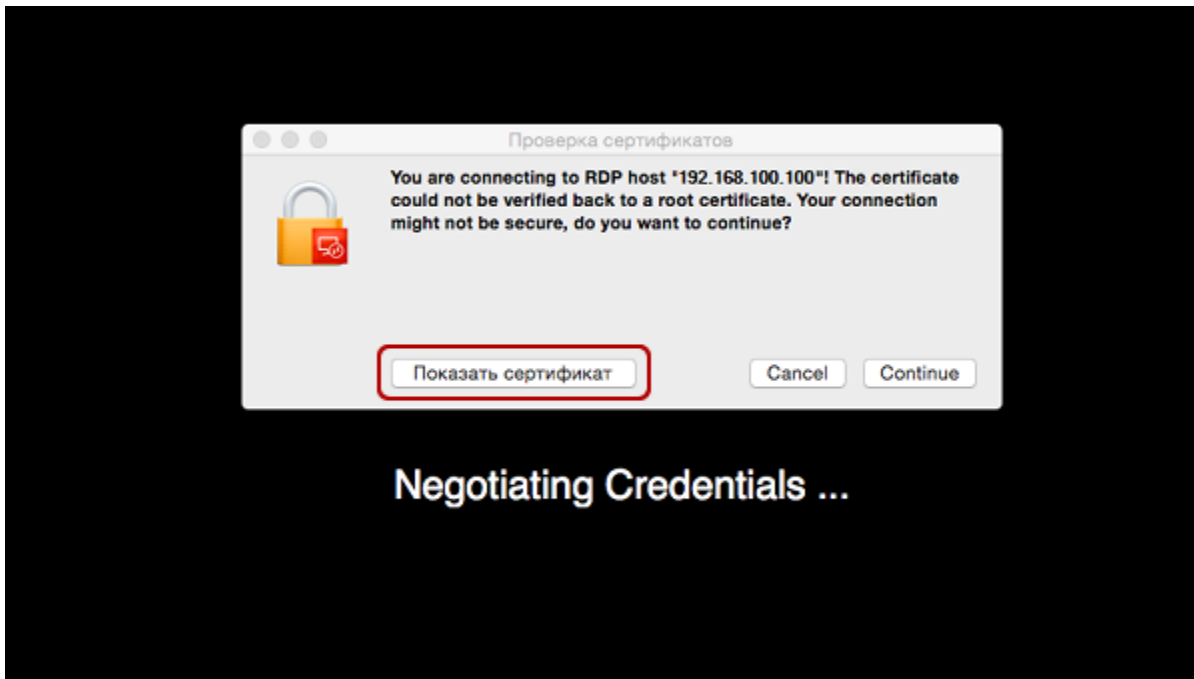 Проверка сертификатов
You are connecting to RDP host "192.168.100.100"! The certificate
could not be verified back to a root certificate. Your connection
might not be secure, do you want to continue?
Показать сертификат
Cancel
Continue
Negotiating Credentials ...